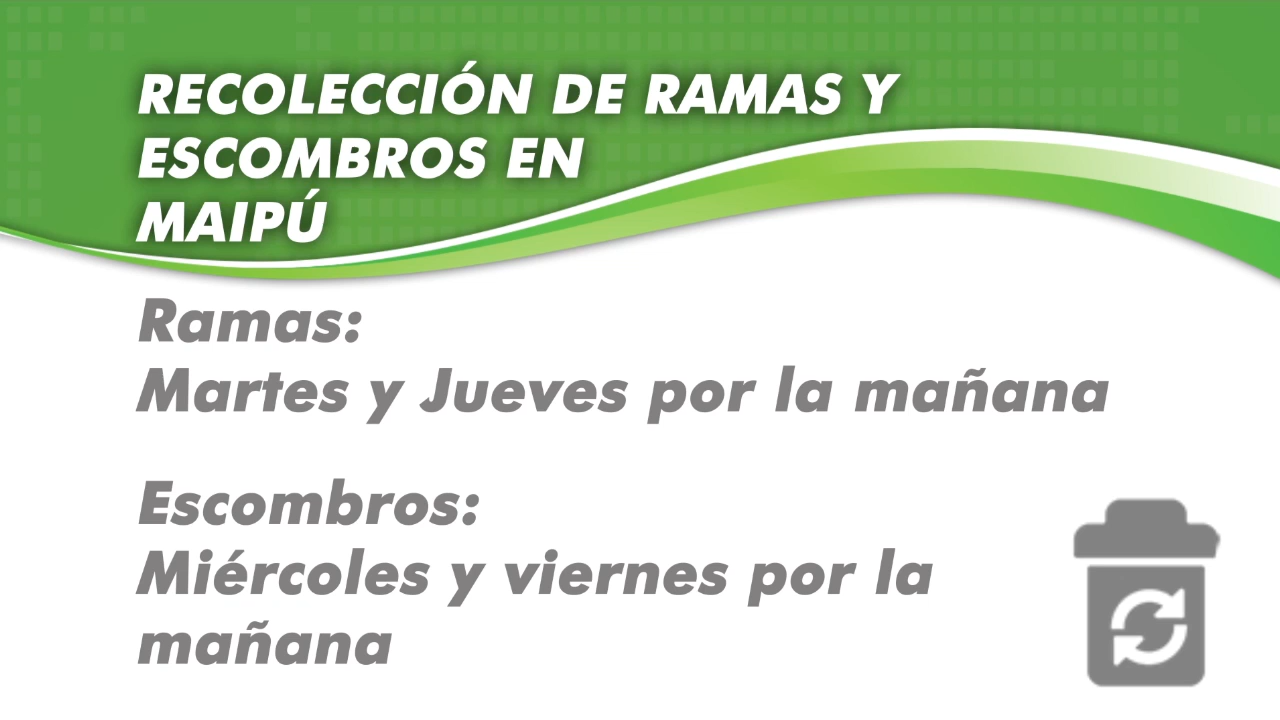 RECOLECCIÓN DE RAMAS Y
ESCOMBROS EN
MAIPÚ
Ramas:
Martes y Jueves por la mañana
Escombros:
Miércoles y viernes por la
mañana